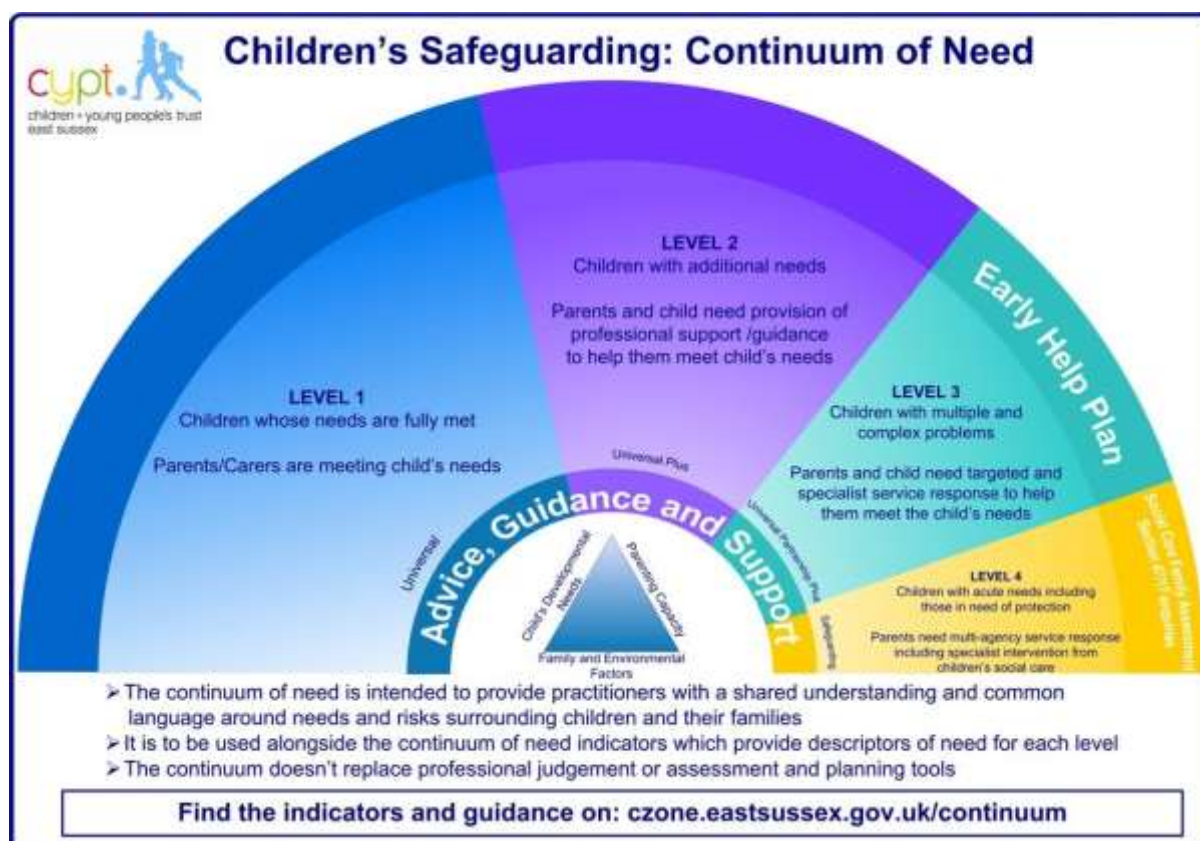 Children's Safeguarding: Continuum of Need
cypt.
children + young people's trust
east sussex
LEVEL 1
Children whose needs are fully met
Parents/Carers are meeting child's needs
LEVEL 2
Children with additional needs
Parents and child need provision of
professional support /guidance
to help them meet child's needs
Early Help Plan
LEVEL 3
Children with multiple and
complex problems
Parents and child need targeted and
specialist service response to help
them meet the child's needs
Social Care Family Assessment
Section 47
LEVEL 4
Children with acute needs including
those in need of protection
Parents need multi-agency service response
including specialist intervention from
children's social care
Universal
Universal Plus
Universal Partnership Plus
Safeguarding
Advice, Guidance and Support
Child's Developmental
Needs
Parenting Capacity
Family and Environmental
Factors
➢ The continuum of need is intended to provide practitioners with a shared understanding and common
language around needs and risks surrounding children and their families
➢ It is to be used alongside the continuum of need indicators which provide descriptors of need for each level
➢ The continuum doesn't replace professional judgement or assessment and planning tools
Find the indicators and guidance on: czone.eastsussex.gov.uk/continuum